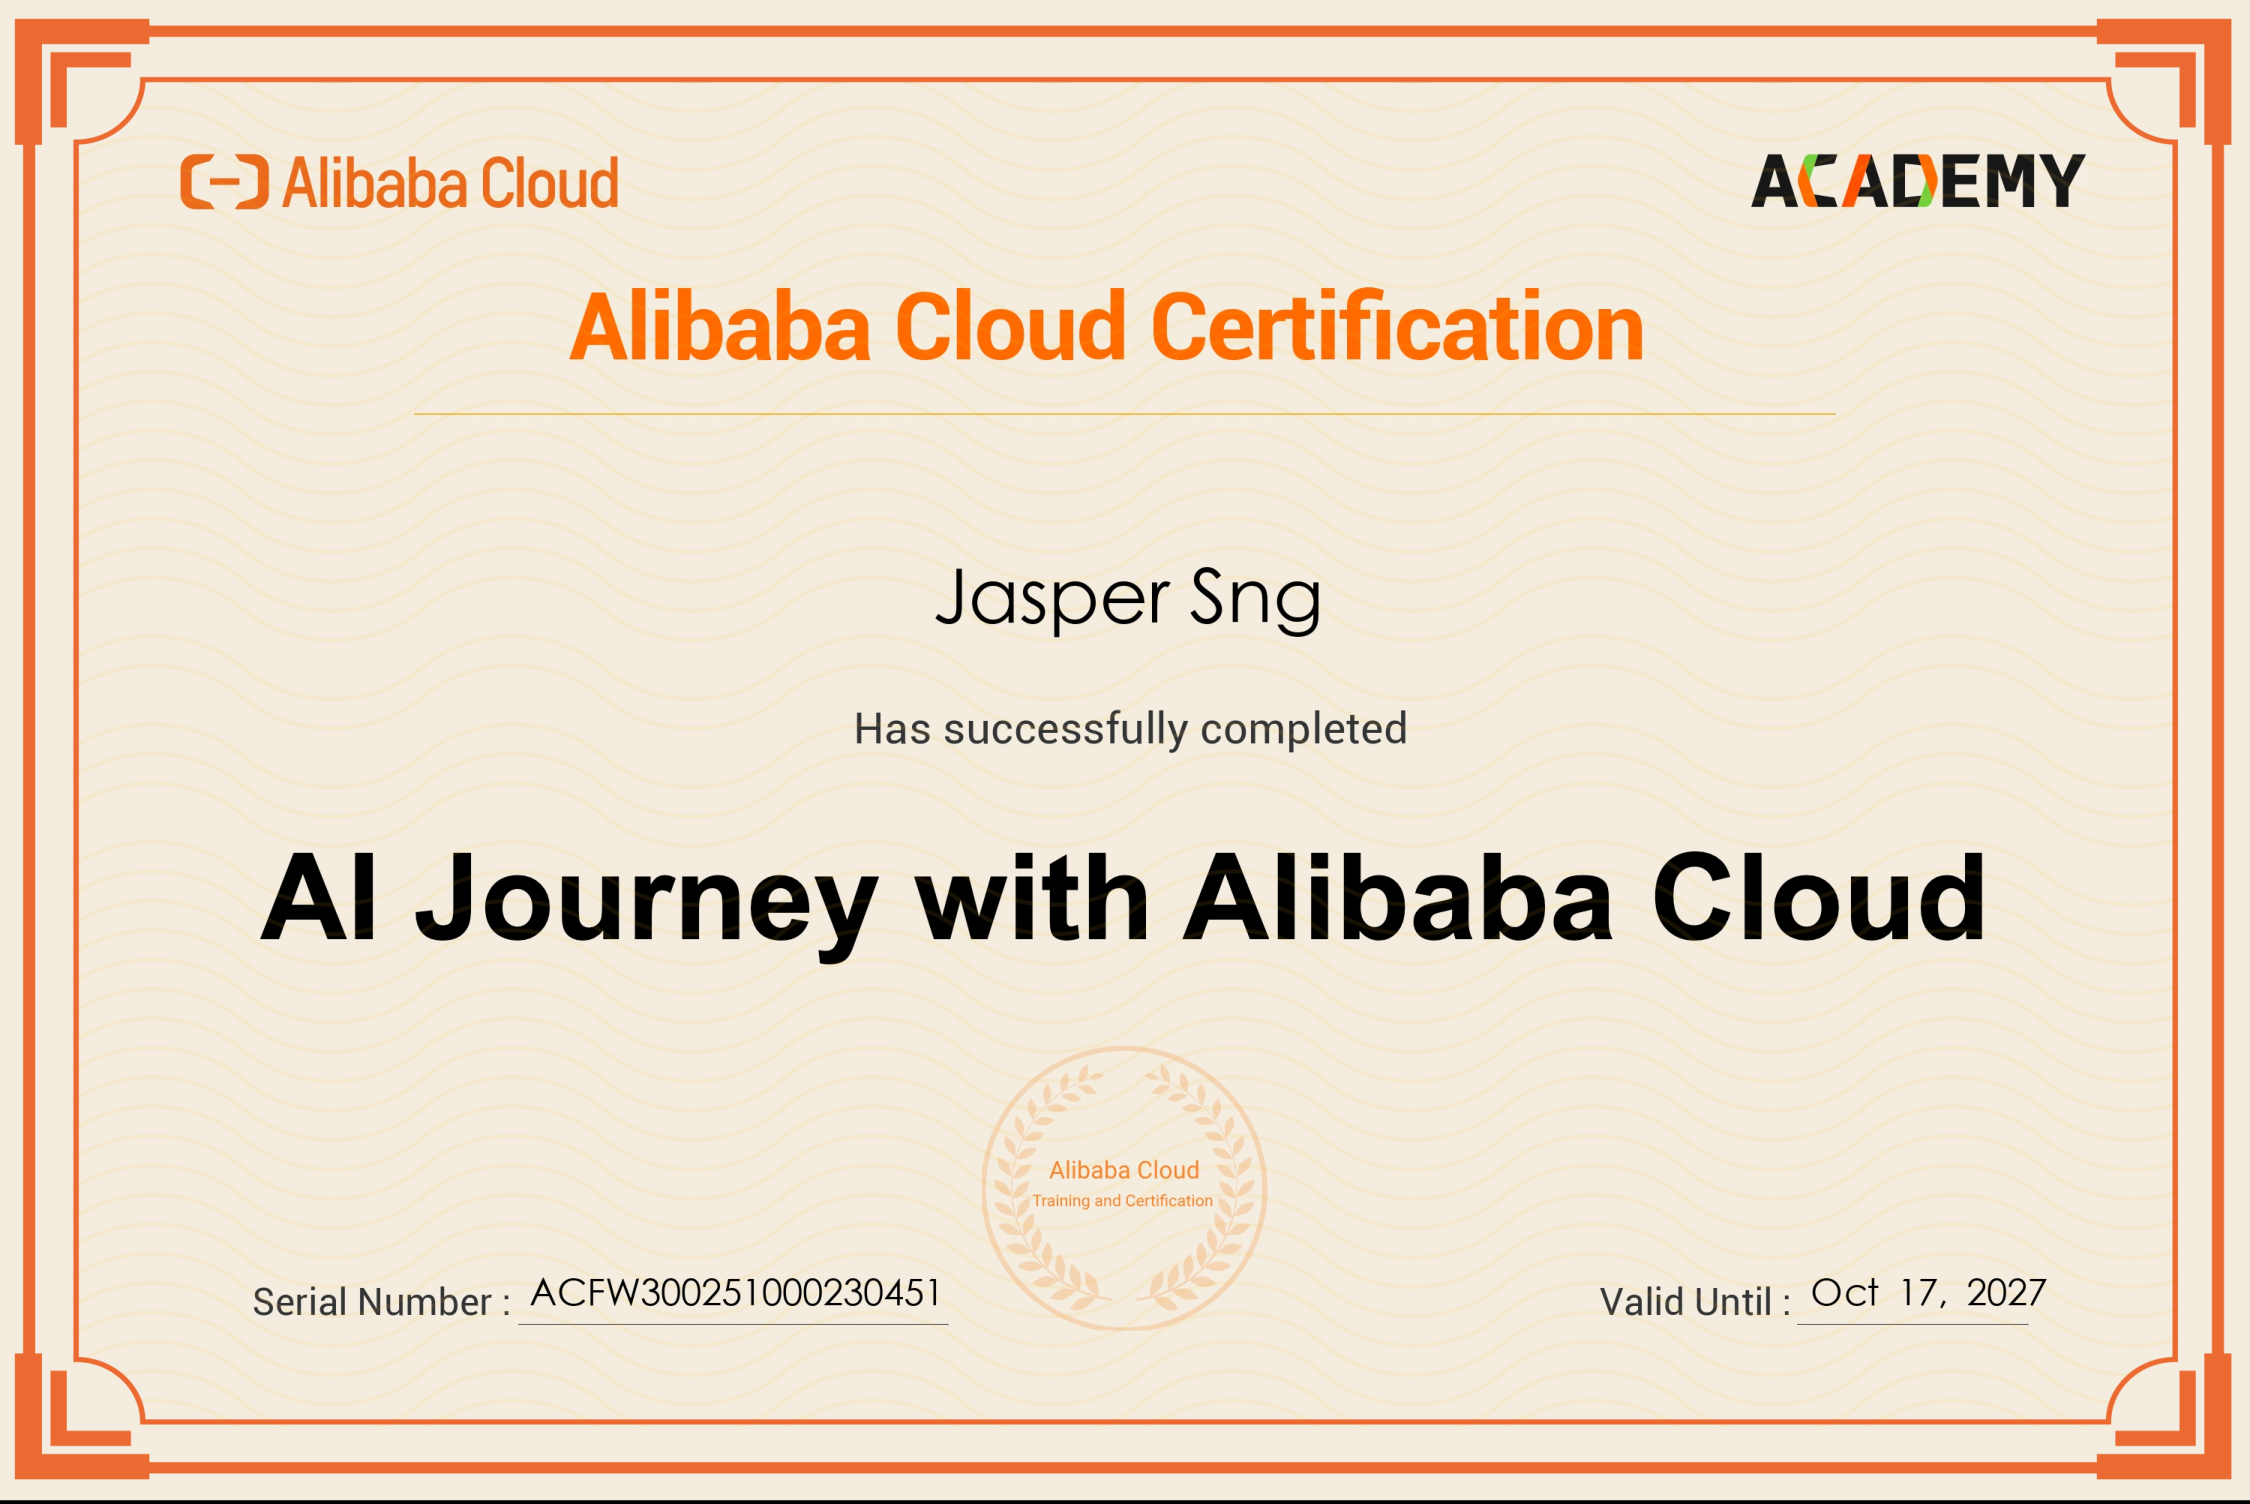 Alibaba Cloud
ACADEMY
Alibaba Cloud Certification
Jasper Sng
Has successfully completed
AI Journey with Alibaba Cloud
Alibaba Cloud
Training and Certification
Serial Number : ACFW300251000230451
Valid Until : Oct 17, 2027